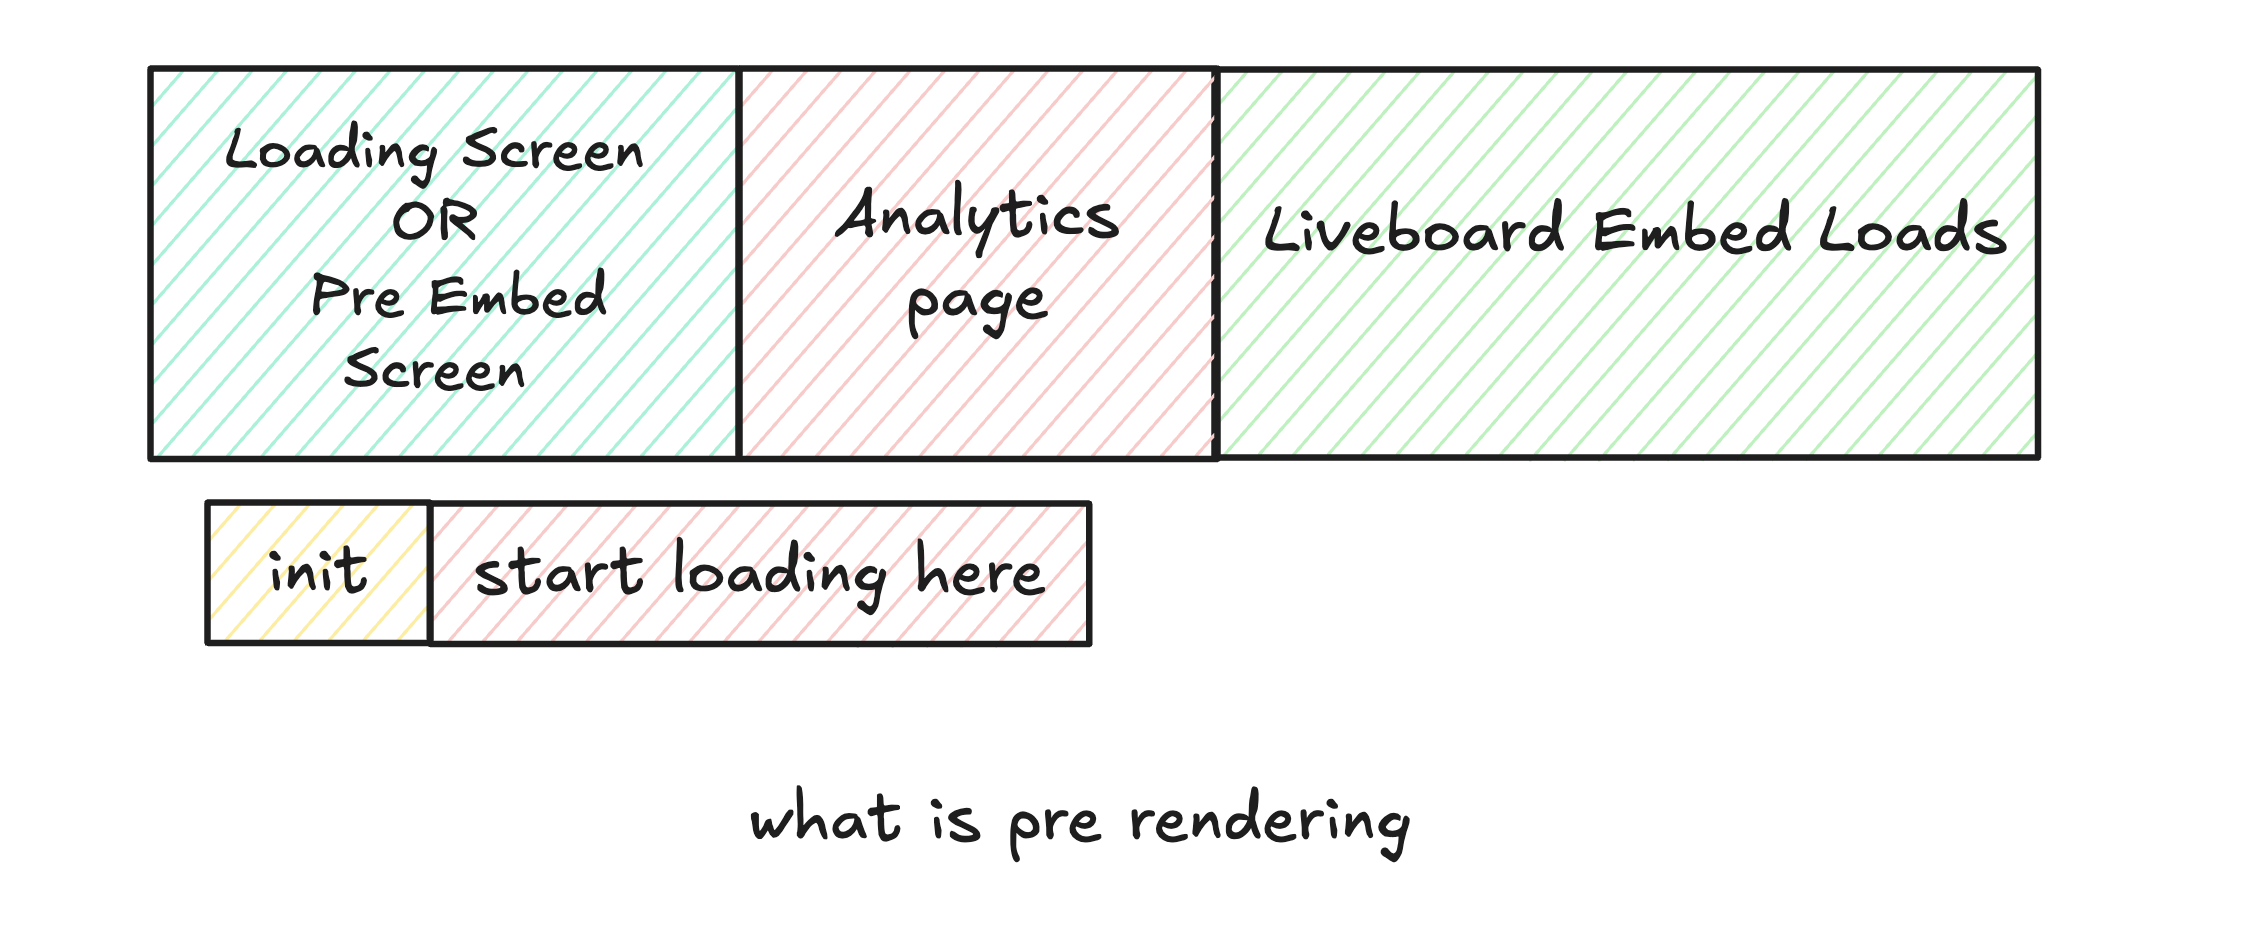 Loading Screen
OR
Pre Embed
Screen
Analytics
page
Liveboard Embed Loads
init
start loading here
what is pre rendering